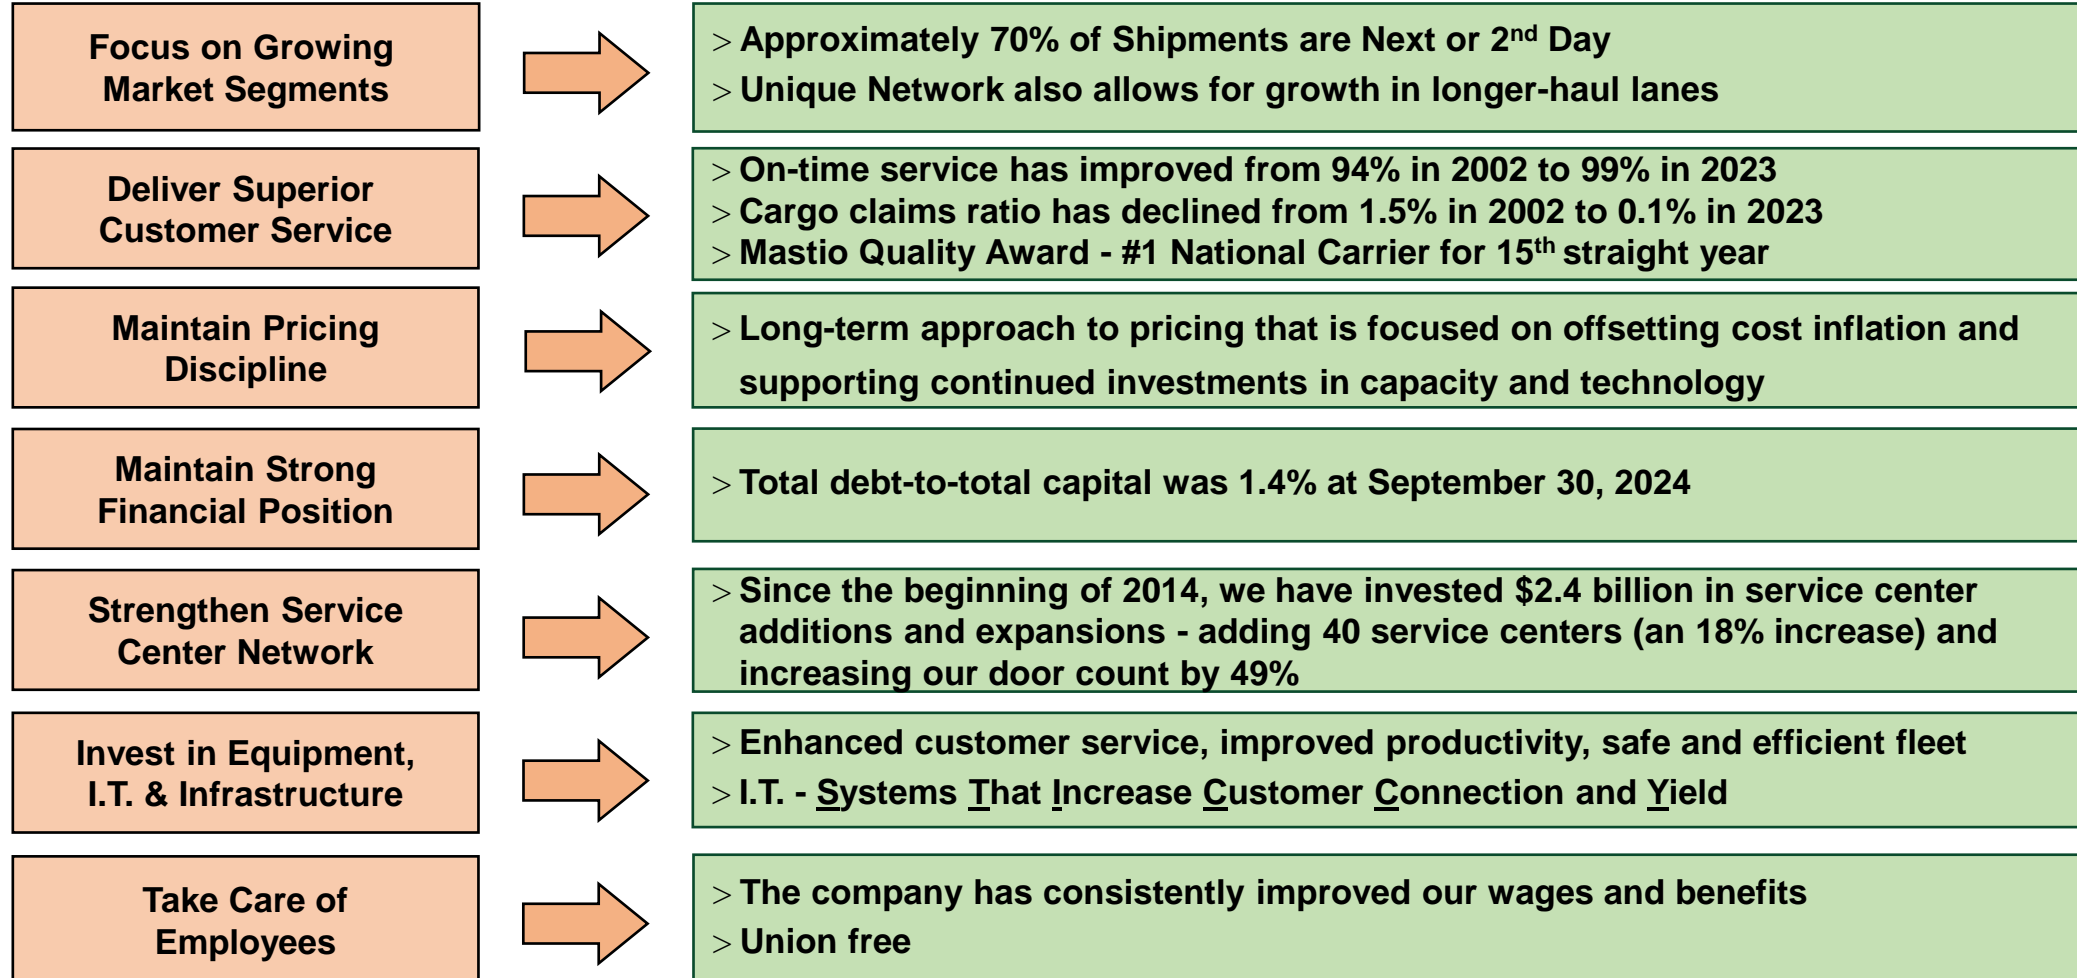 Focus on Growing
Market Segments
> Approximately 70% of Shipments are Next or 2nd Day
> Unique Network also allows for growth in longer-haul lanes
Deliver Superior
Customer Service
> On-time service has improved from 94% in 2002 to 99% in 2023
> Cargo claims ratio has declined from 1.5% in 2002 to 0.1% in 2023
> Mastio Quality Award - #1 National Carrier for 15th straight year
Maintain Pricing
Discipline
> Long-term approach to pricing that is focused on offsetting cost inflation and
supporting continued investments in capacity and technology
Maintain Strong
Financial Position
> Total debt-to-total capital was 1.4% at September 30, 2024
Strengthen Service
Center Network
> Since the beginning of 2014, we have invested $2.4 billion in service center
additions and expansions - adding 40 service centers (an 18% increase) and
increasing our door count by 49%
Invest in Equipment,
I.T. & Infrastructure
> Enhanced customer service, improved productivity, safe and efficient fleet
> I.T. - Systems That Increase Customer Connection and Yield
Take Care of
Employees
> The company has consistently improved our wages and benefits
> Union free